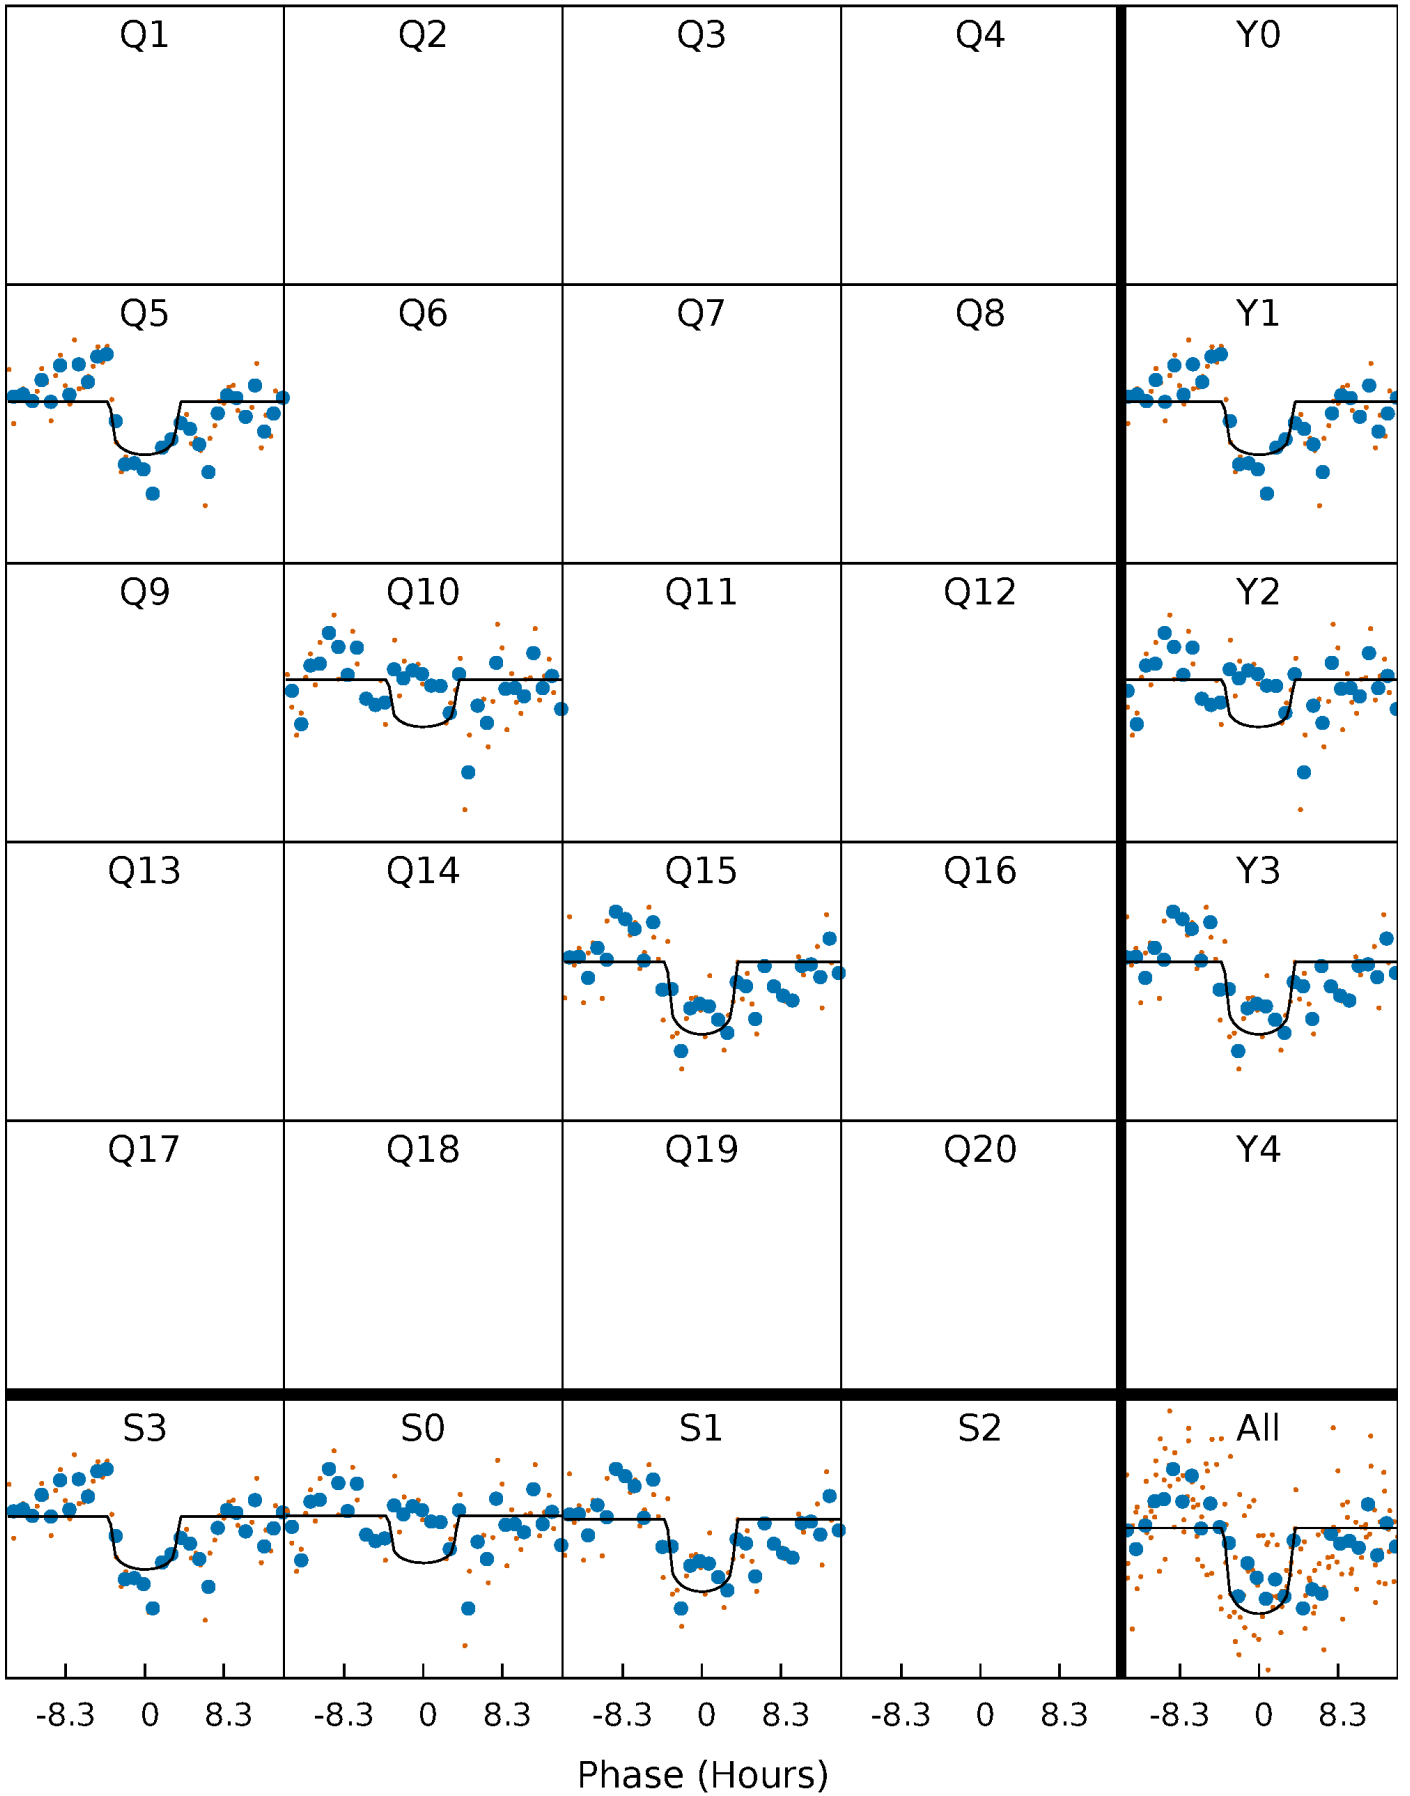 Q1 Q2 Q3 Q4 Y0
Q5 Q6 Q7 Q8 Y1
Q9 Q10 Q11 Q12 Y2
Q13 Q14 Q15 Q16 Y3
Q17 Q18 Q19 Q20 Y4
S3 S0 S1 S2 All
-8.3 0 8.3 -8.3 0 8.3 -8.3 0 8.3 -8.3 0 8.3 -8.3 0 8.3
Phase (Hours)